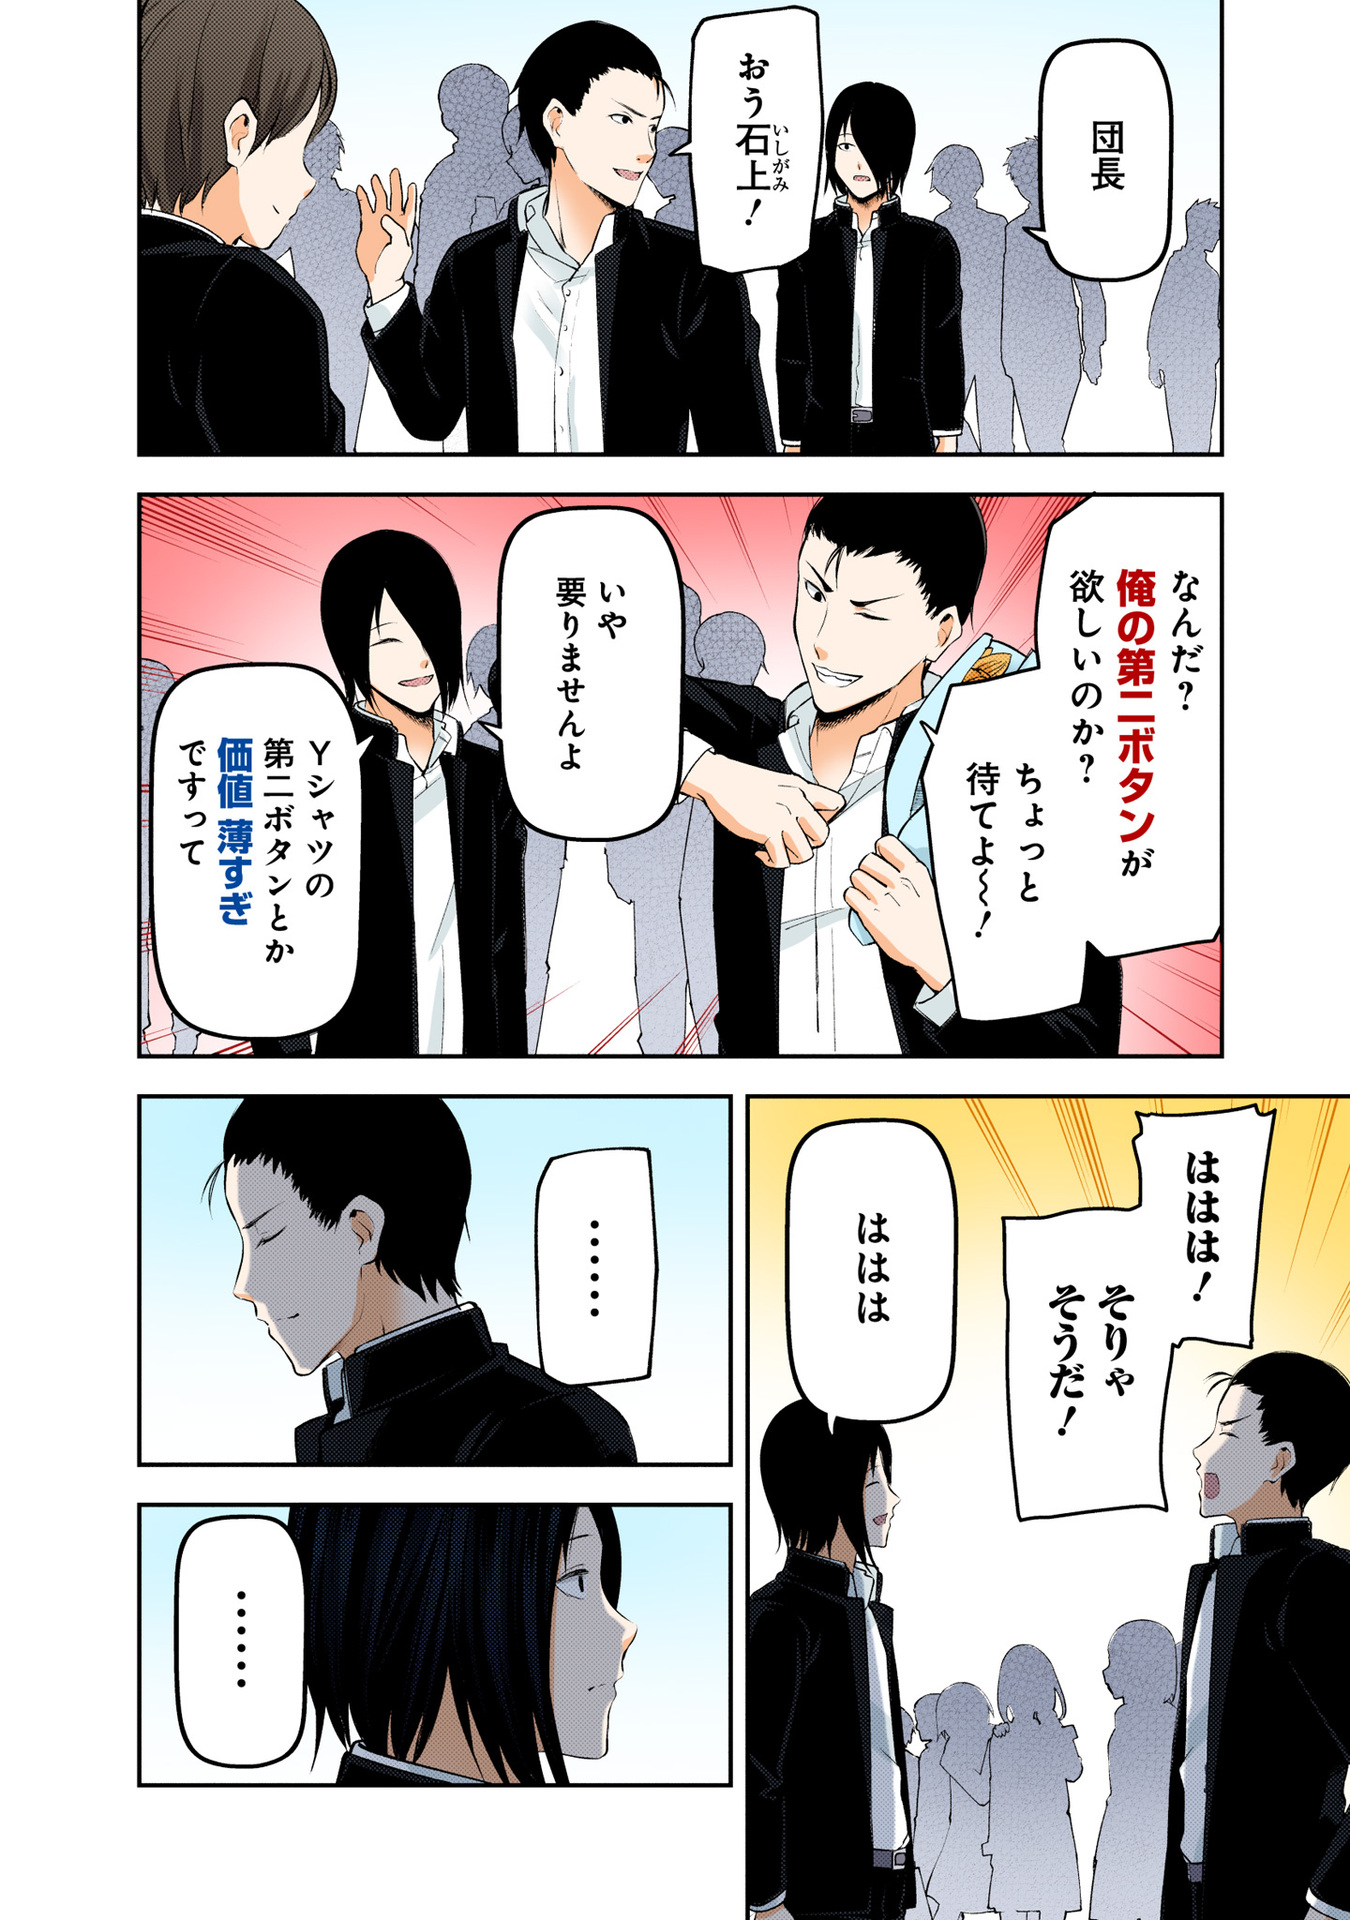 団長
おう石上！
いしがみ
なんだ？
俺の第二ボタンが
欲しいのか？
ちょっと
待てよ～！
いや
要りませんよ
Ｙシャツの
第二ボタンとか
価値 薄すぎ
ですって
ははは！
そりゃ
そうだ！
ははは
・・・・・・
・・・・・・